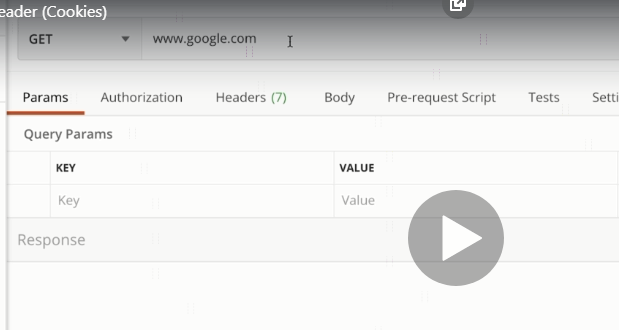 eader (Cookies)
GET www.google.com
Params Authorization Headers (7) Body Pre-request Script Tests Setti
Query Params
KEY VALUE
Key Value
Response